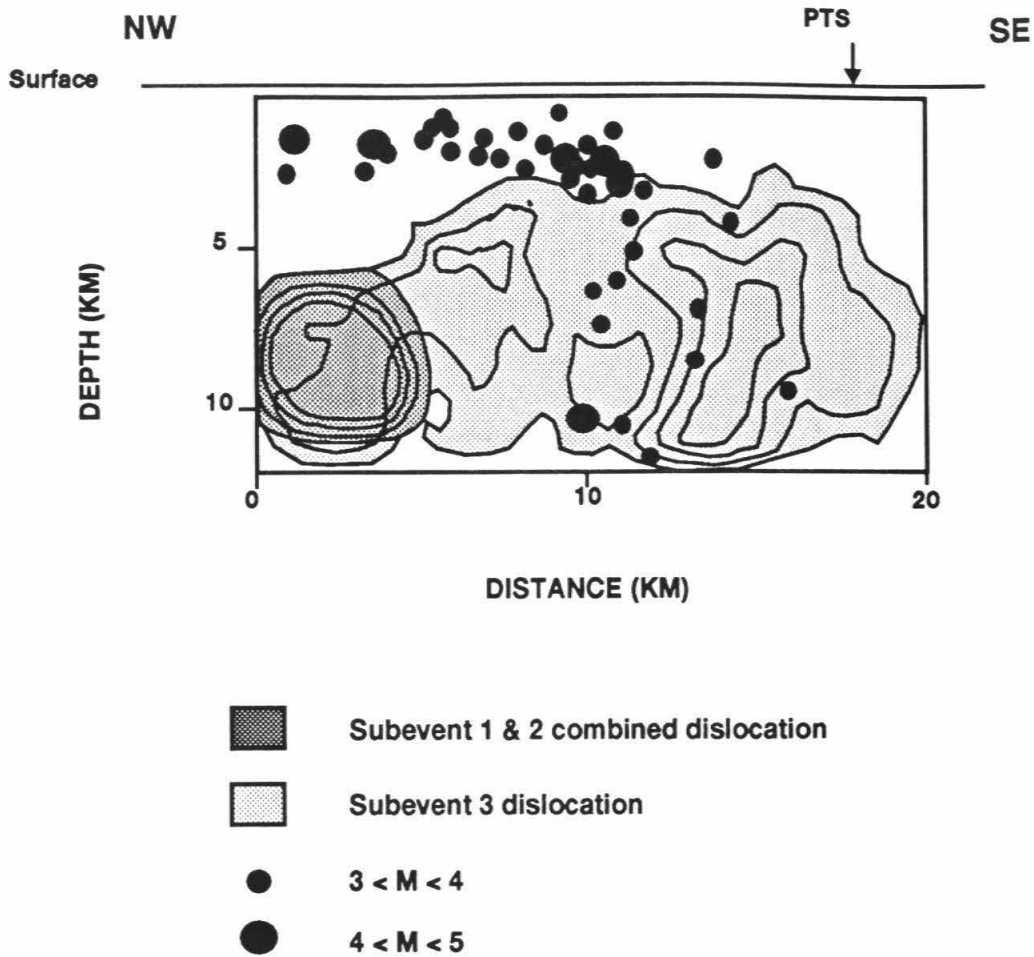 NW
PTS
SE
Surface
5
DEPTH (KM)
10
0
10
20
DISTANCE (KM)
Subevent 1 & 2 combined dislocation
Subevent 3 dislocation
3 < M < 4
4 < M < 5